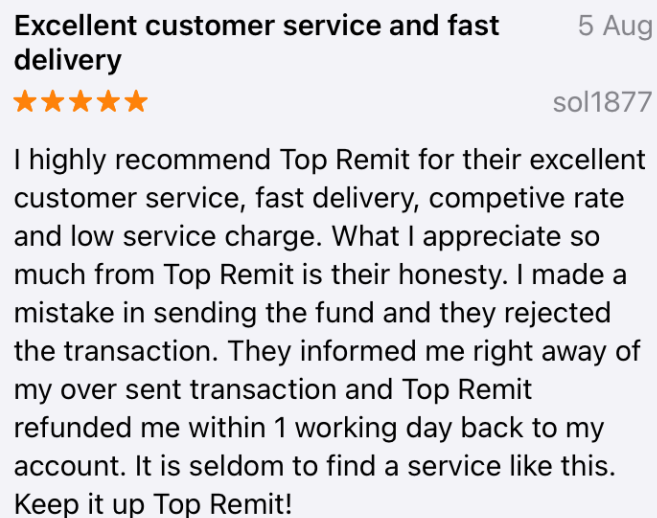 Excellent customer service and fast 5 Aug
delivery
sol1877
I highly recommend Top Remit for their excellent
customer service, fast delivery, competive rate
and low service charge. What I appreciate so
much from Top Remit is their honesty. I made a
mistake in sending the fund and they rejected
the transaction. They informed me right away of
my over sent transaction and Top Remit
refunded me within 1 working day back to my
account. It is seldom to find a service like this.
Keep it up Top Remit!